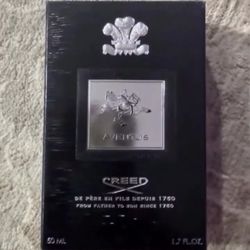 AVENTUS
CREED
DE PÈRE EN FILS DEPUIS 1760
FROM FATHER TO SON SINCE 1760
50 ML 1.7 FL.OZ.